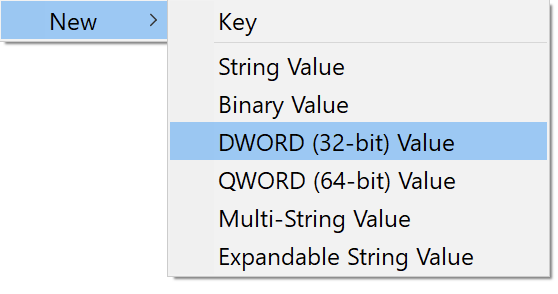 New
Key
String Value
Binary Value
DWORD (32-bit) Value
QWORD (64-bit) Value
Multi-String Value
Expandable String Value